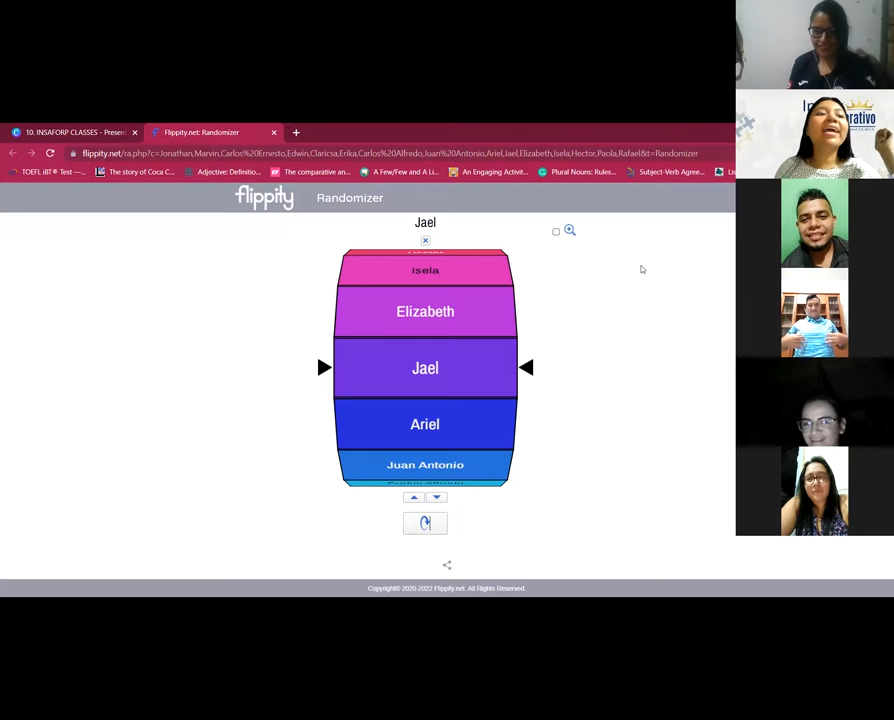 10. INSAFORP CLASSES - Present
Flippity.net: Randomizer
flippity.net/ra.php?c=Jonathan,Marvin,Carlos%20Ernesto,Edwin,Claricsa,Erika,Carlos%20Alfredo,Juan%20Antonio,Ariel,Jael,Elizabeth,Isela,Hector,Paola,Rafael&t=Randomizer
TOEFL iBT® Test —...
The story of Coca C...
Adjective: Definitio...
The comparative an...
A Few/Few and A Li...
An Engaging Activit...
Plural Nouns: Rules...
Subject-Verb Agree...
flippity
Randomizer
Jael
Isela
Elizabeth
Jael
Ariel
Juan Antonio
Copyright© 2020-2022 Flippity.net. All Rights Reserved.